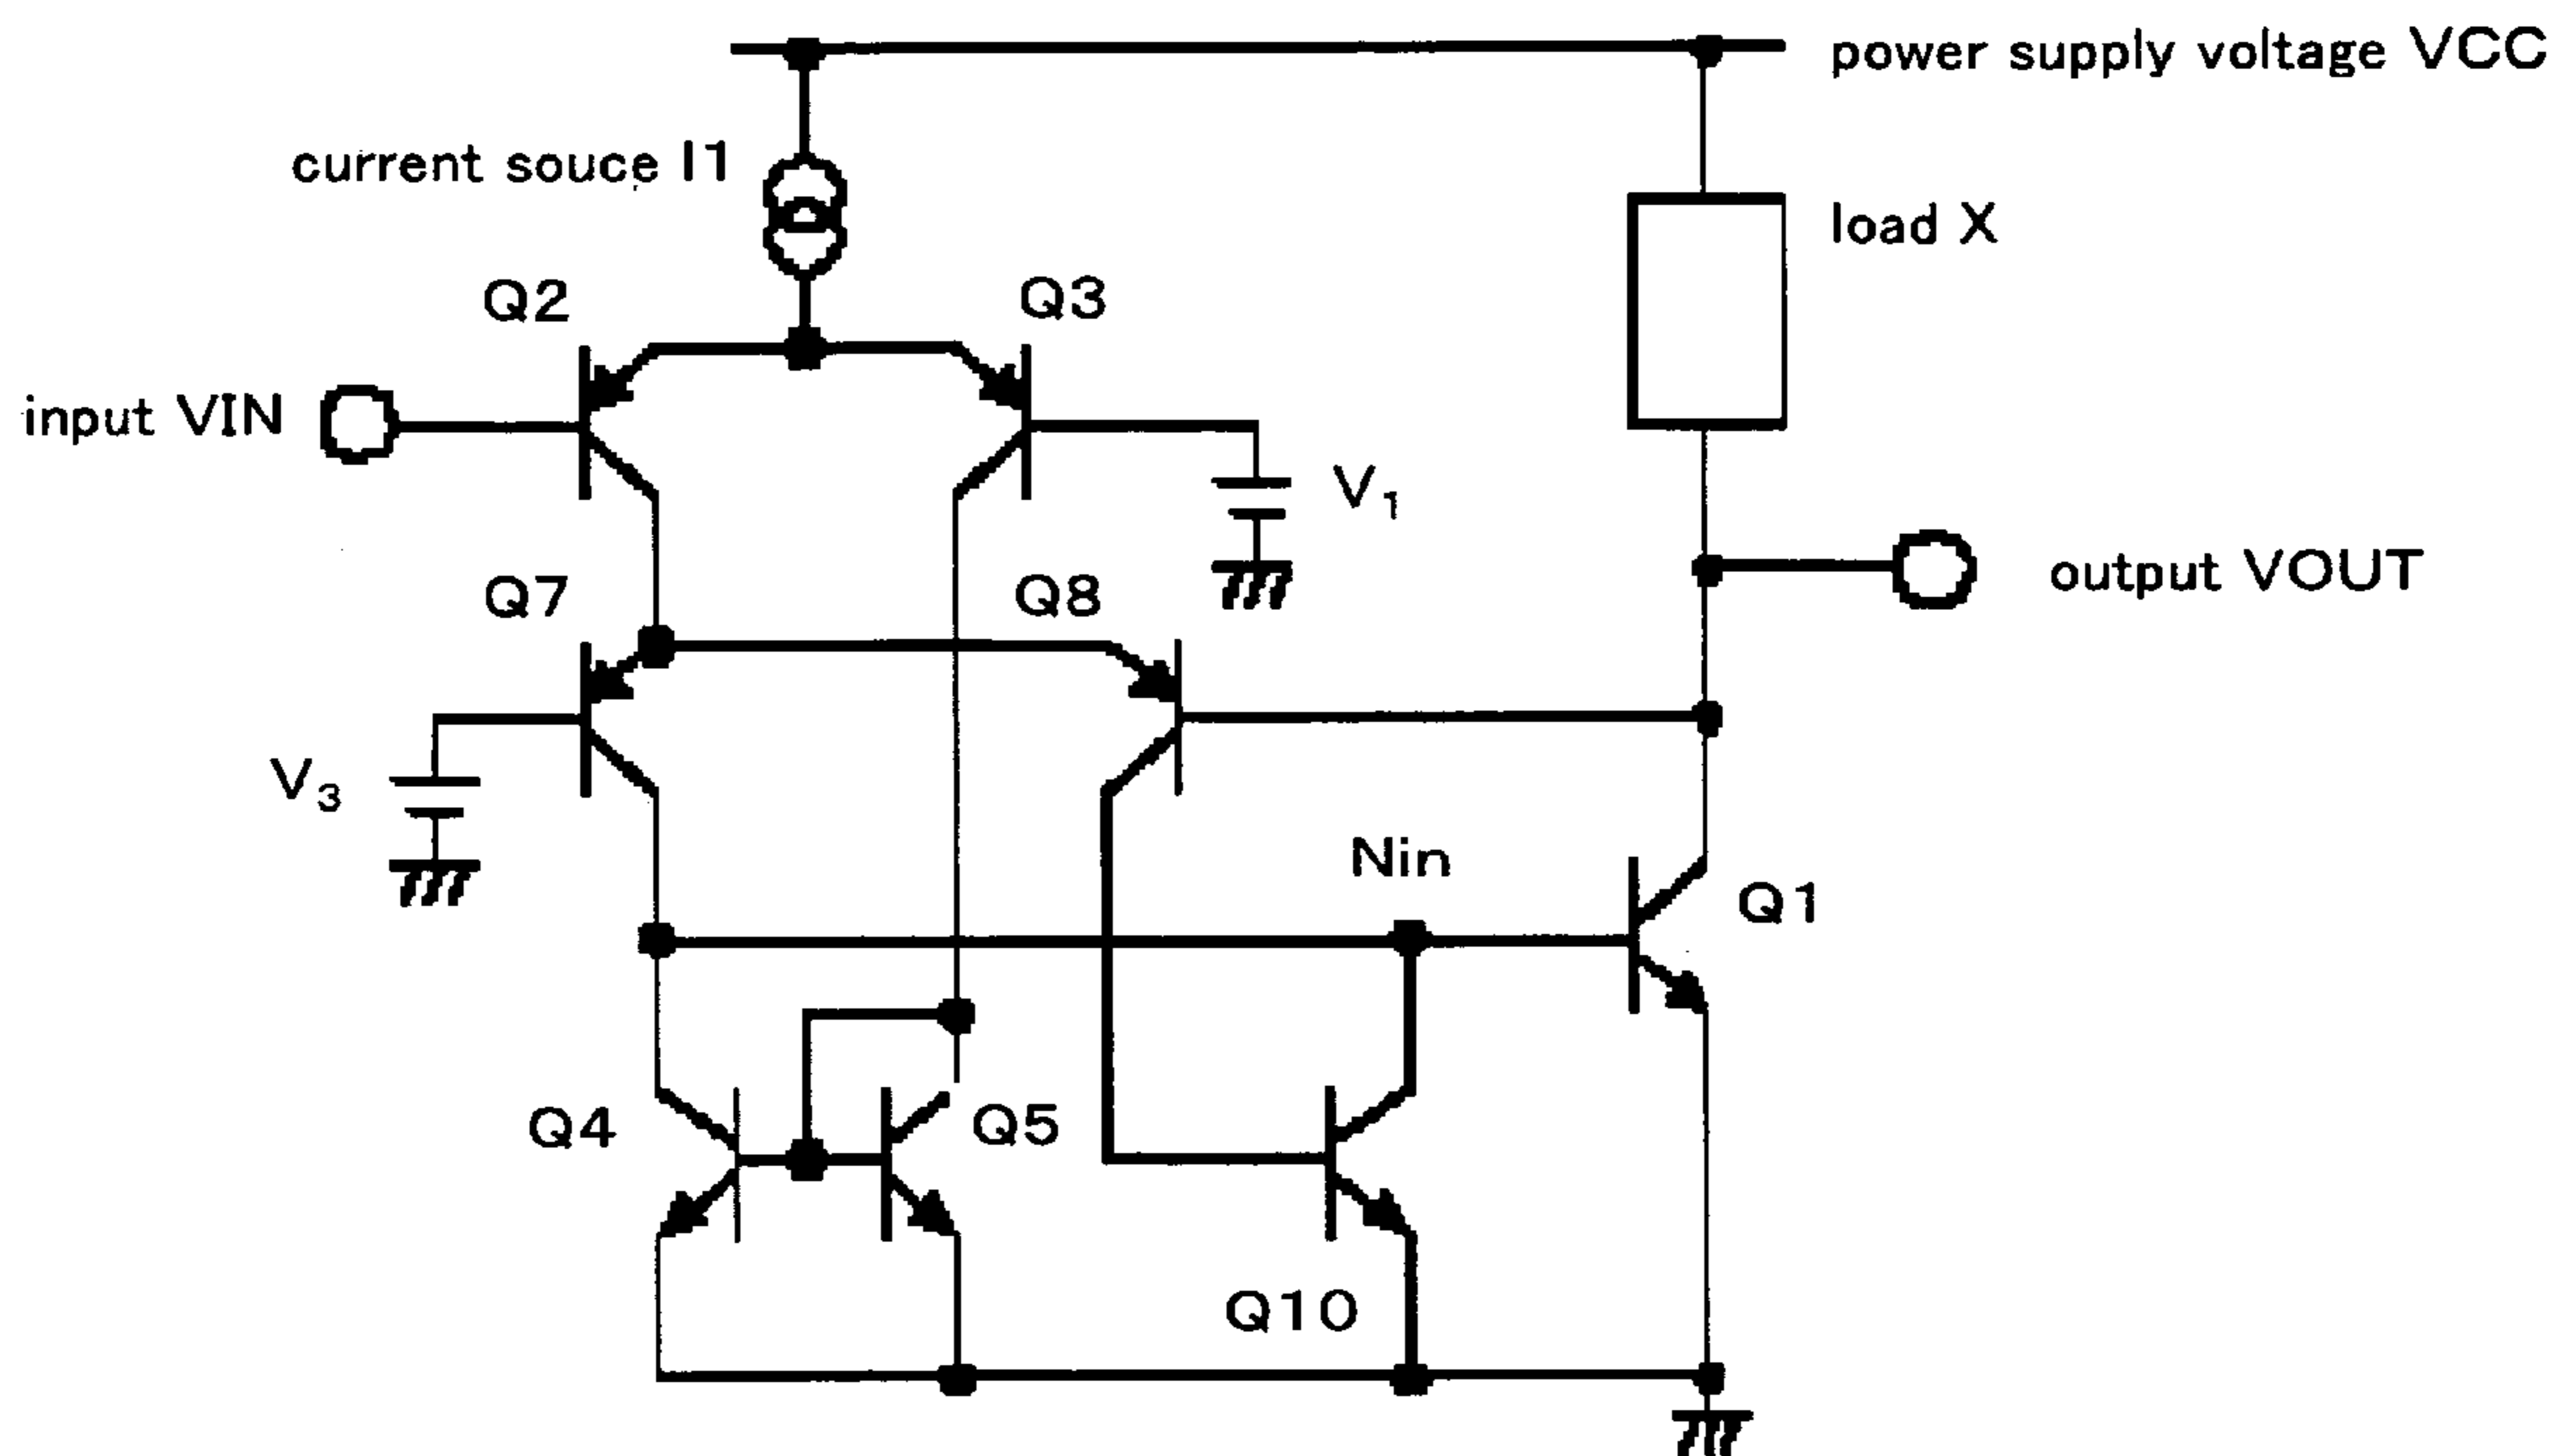 power supply voltage VCC
current souce I1
load X
Q2
Q3
input VIN
V1
Q7
Q8
output VOUT
V3
Nin
Q1
Q4
Q5
Q10